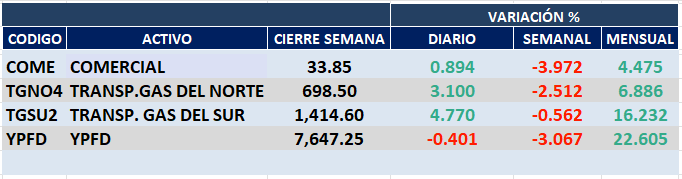 VARIACIÓN %
CODIGO ACTIVO CIERRE SEMANA DIARIO SEMANAL MENSUAL
COME COMERCIAL 33.85 0.894 -3.972 4.475
TGNO4 TRANSP.GAS DEL NORTE 698.50 3.100 -2.512 6.886
TGSU2 TRANSP. GAS DEL SUR 1,414.60 4.770 -0.562 16.232
YPFD YPFD 7,647.25 -0.401 -3.067 22.605